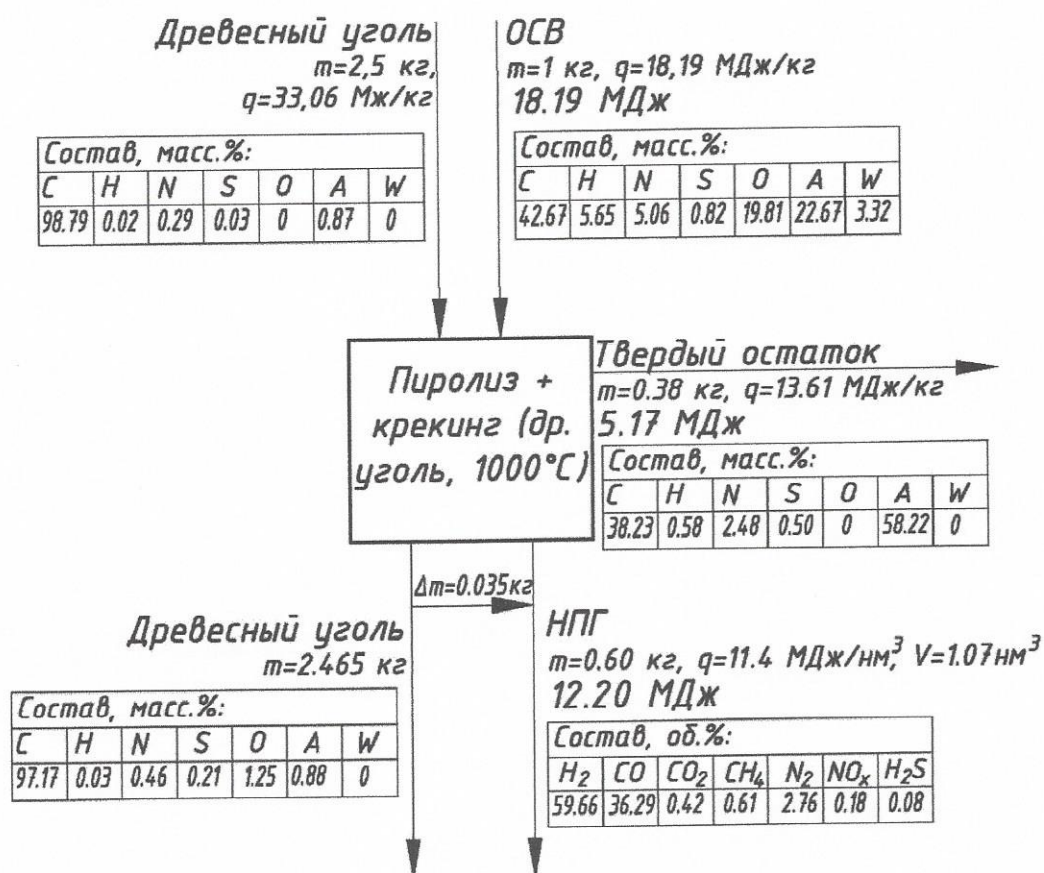 Древесный уголь
m=2,5 кг,
q=33,06 Мж/кг
Состав, масс.%:
C H N S O A W
98.79 0.02 0.29 0.03 0 0.87 0
ОСВ
m=1 кг, q=18,19 МДж/кг
18.19 МДж
Состав, масс.%:
C H N S O A W
42.67 5.65 5.06 0.82 19.81 22.67 3.32
Пиролиз +
крекинг (др.
уголь, 1000°C)
Твердый остаток
m=0.38 кг, q=13.61 МДж/кг
5.17 МДж
Состав, масс.%:
C H N S O A W
38.23 0.58 2.48 0.50 0 58.22 0
Δm=0.035кг
Древесный уголь
m=2.465 кг
Состав, масс.%:
C H N S O A W
97.17 0.03 0.46 0.21 1.25 0.88 0
НПГ
m=0.60 кг, q=11.4 МДж/нм³, V=1.07нм³
12.20 МДж
Состав, об.%:
H₂ CO CO₂ CH₄ N₂ NOₓ H₂S
59.66 36.29 0.42 0.61 2.76 0.18 0.08